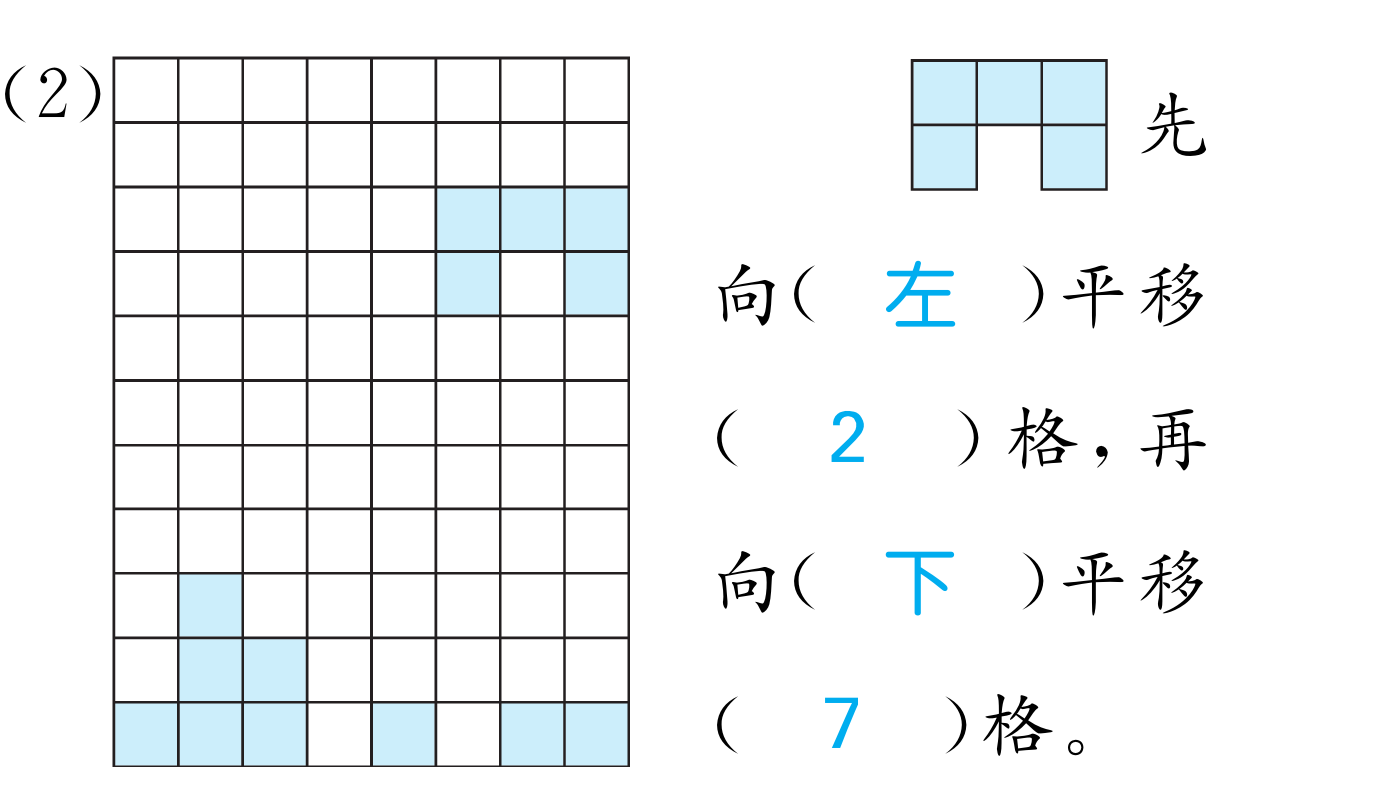 (2)
先
向( 左 )平移
( 2 )格，再
向( 下 )平移
( 7 )格。